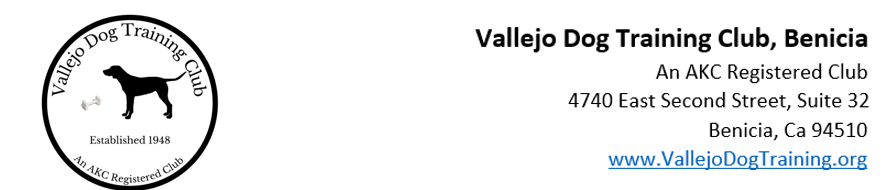 Vallejo Dog Training Club
Established 1948
An AKC Registered Club
Vallejo Dog Training Club, Benicia
An AKC Registered Club
4740 East Second Street, Suite 32
Benicia, Ca 94510
www.VallejoDogTraining.org